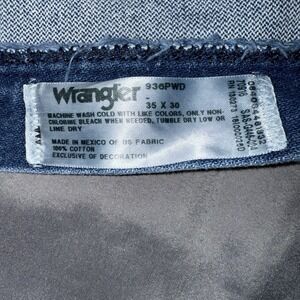 Wrangler 936PWD
-
35 X 30
MACHINE WASH COLD WITH LIKE COLORS, ONLY NON-
CHLORINE BLEACH WHEN NEEDED, TUMBLE DRY LOW OR
LINE DRY
MADE IN MEXICO OF US FABRIC
100% COTTON
EXCLUSIVE OF DECORATION